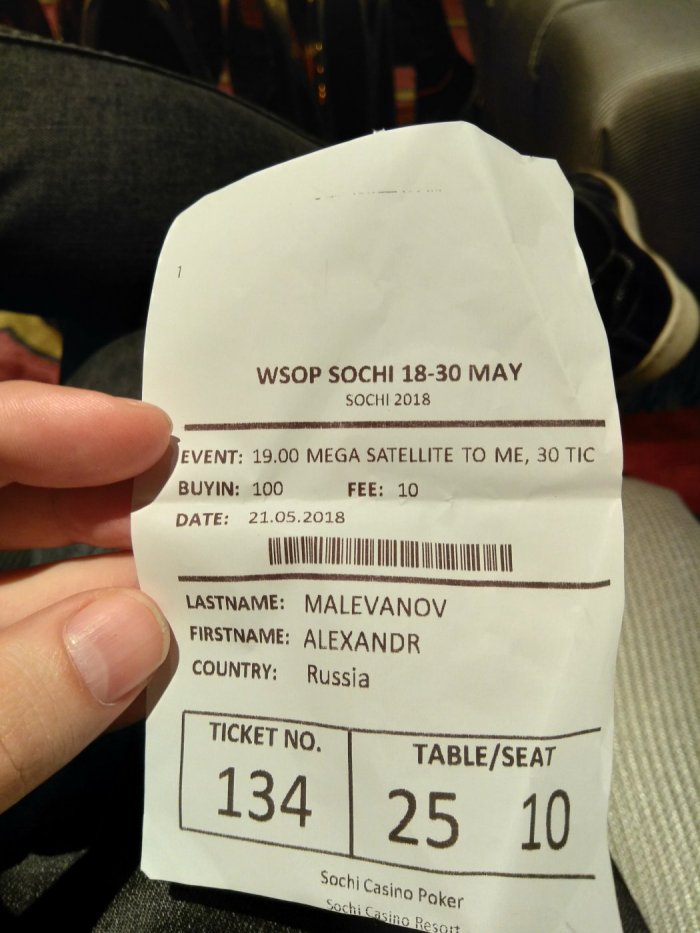 1
WSOP SOCHI 18-30 MAY
SOCHI 2018
EVENT: 19.00 MEGA SATELLITE TO ME, 30 TIC
BUYIN: 100 FEE: 10
DATE: 21.05.2018
LASTNAME: MALEVANOV
FIRSTNAME: ALEXANDR
COUNTRY: Russia
TICKET NO. TABLE/SEAT
134 25 10
Sochi Casino Poker
Sochi Casino Resort